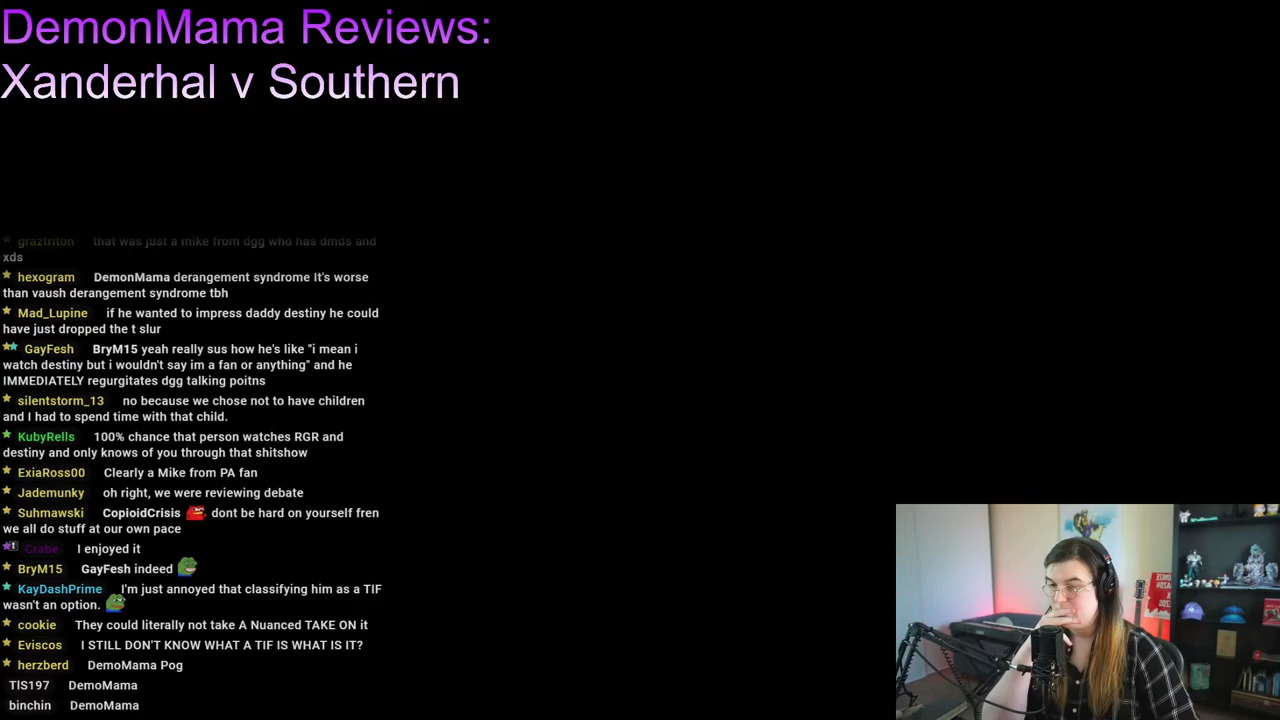 DemonMama Reviews:
Xanderhal v Southern
graztriton that was just a mike from dgg who has dmds and
xds
hexogram DemonMama derangement syndrome It's worse
than vaush derangement syndrome tbh
Mad_Lupine if he wanted to impress daddy destiny he could
have just dropped the t slur
GayFesh BryM15 yeah really sus how he's like "i mean i
watch destiny but i wouldn't say im a fan or anything" and he
IMMEDIATELY regurgitates dgg talking poitns
silentstorm_13 no because we chose not to have children
and I had to spend time with that child.
KubyRells 100% chance that person watches RGR and
destiny and only knows of you through that shitshow
ExiaRoss00 Clearly a Mike from PA fan
Jademunky oh right, we were reviewing debate
Suhmawski CopioidCrisis dont be hard on yourself fren
we all do stuff at our own pace
Crabe I enjoyed it
BryM15 GayFesh indeed
KayDashPrime I'm just annoyed that classifying him as a TIF
wasn't an option.
cookie They could literally not take A Nuanced TAKE ON it
Eviscos I STILL DON'T KNOW WHAT A TIF IS WHAT IS IT?
herzberd DemoMama Pog
TIS197 DemoMama
binchin DemoMama